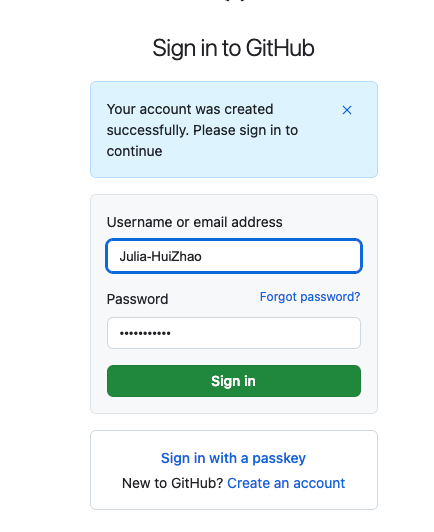 Sign in to GitHub
Your account was created
successfully. Please sign in to
continue
Username or email address
Julia-HuiZhao
Password
Forgot password?
•••••••••••
Sign in
Sign in with a passkey
New to GitHub? Create an account